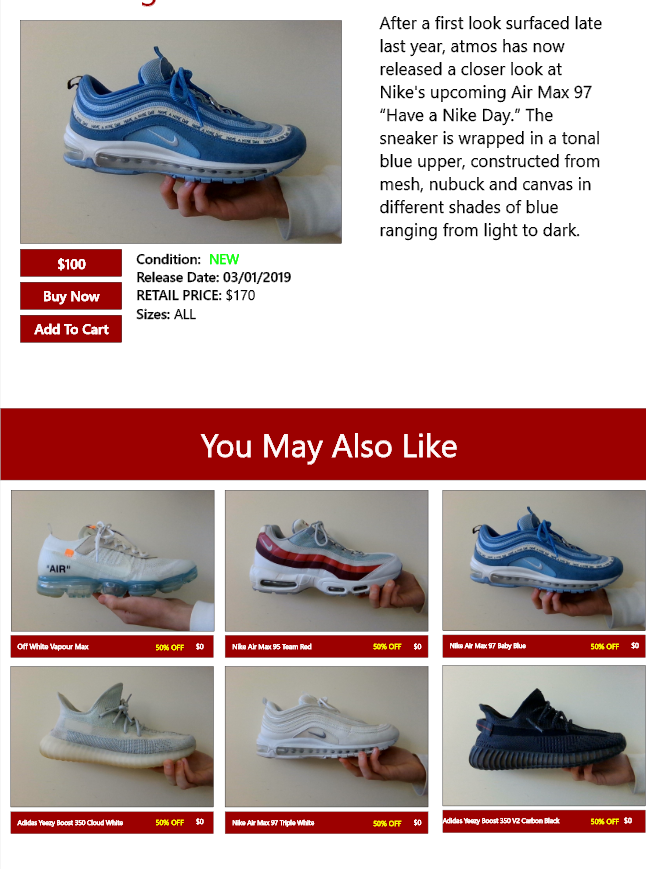 After a first look surfaced late
last year, atmos has now
released a closer look at
Nike's upcoming Air Max 97
“Have a Nike Day.” The
sneaker is wrapped in a tonal
blue upper, constructed from
mesh, nubuck and canvas in
different shades of blue
ranging from light to dark.
$100
Buy Now
Add To Cart
Condition: NEW
Release Date: 03/01/2019
RETAIL PRICE: $170
Sizes: ALL
You May Also Like
"AIR"
Off White Vapour Max 50% OFF $0
Nike Air Max 95 Team Red 50% OFF $0
Nike Air Max 97 Baby Blue 50% OFF $0
Adidas Yeezy Boost 350 Cloud White 50% OFF $0
Nike Air Max 97 Triple White 50% OFF $0
Adidas Yeezy Boost 350 V2 Carbon Black 50% OFF $0